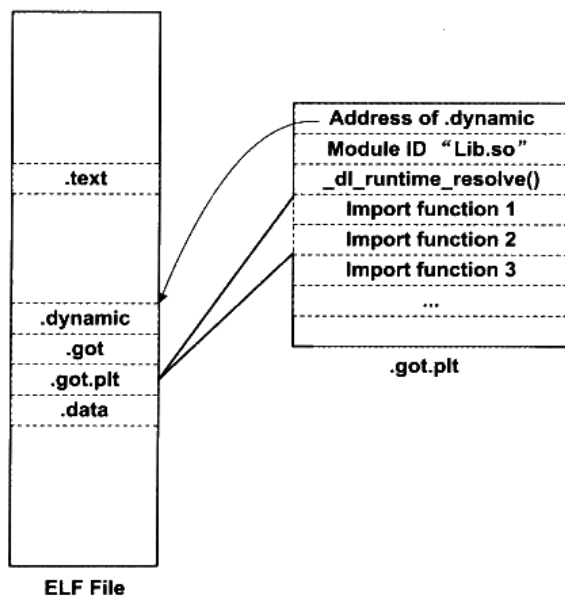 .text
.dynamic
.got
.got.plt
.data
ELF File
Address of .dynamic
Module ID “Lib.so”
_dl_runtime_resolve()
Import function 1
Import function 2
Import function 3
...
.got.plt